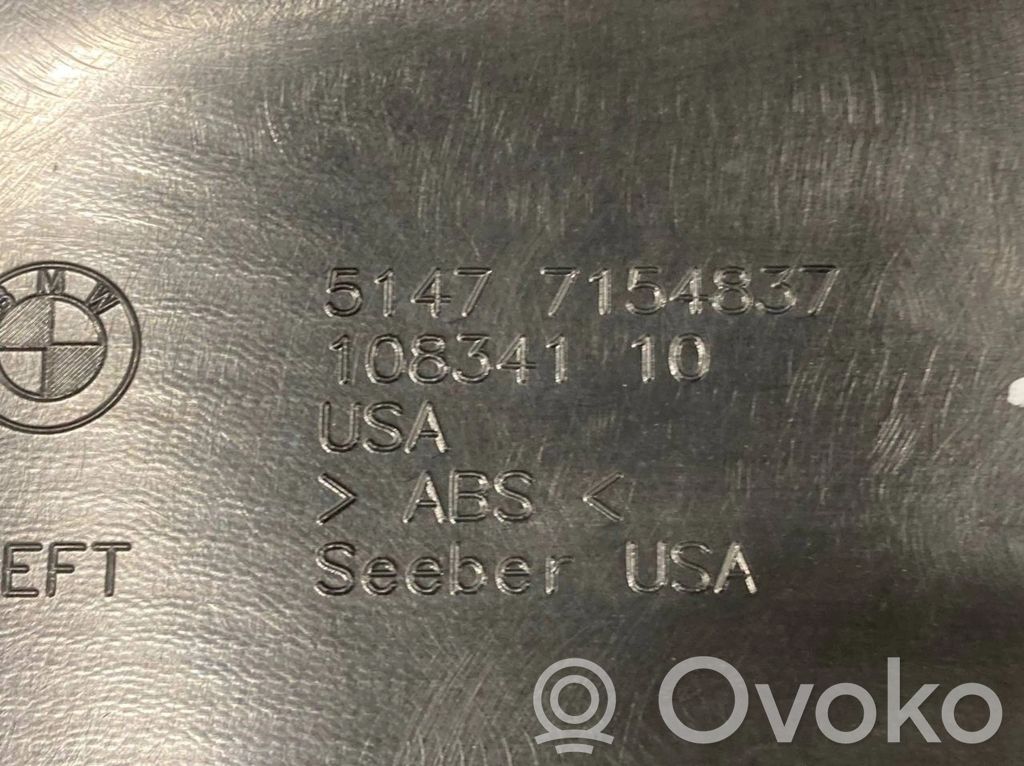 BMW
5147 7154837
108341 10
USA
> ABS <
EFT
Seeber USA
Ovoko